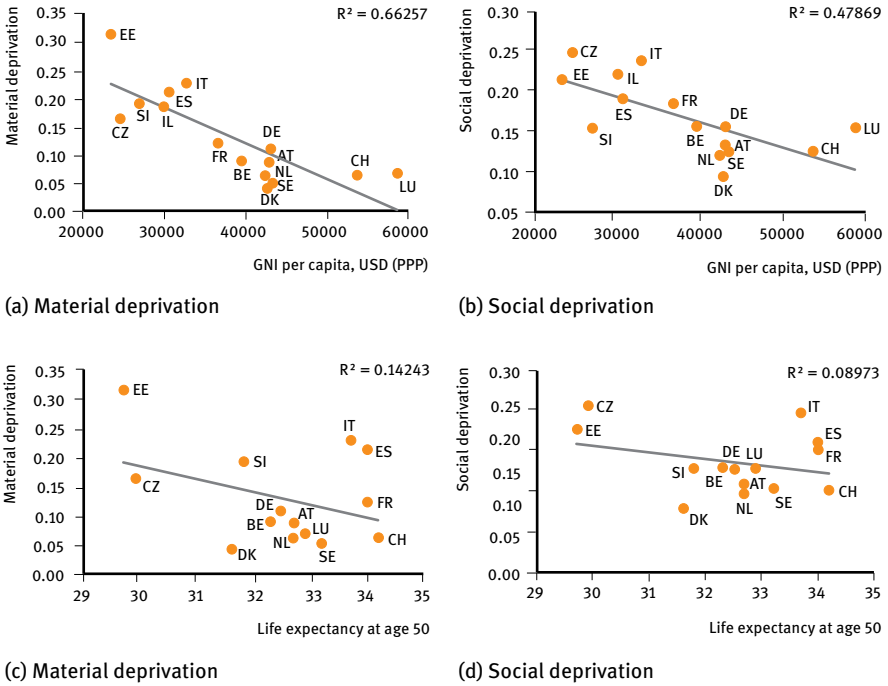 R² = 0.66257
Material deprivation
0.35
0.30
0.25
0.20
0.15
0.10
0.05
0.00
EE
IT
ES
SI
IL
CZ
FR
DE
AT
BE
NL
SE
DK
CH
LU
20000 30000 40000 50000 60000
GNI per capita, USD (PPP)
(a) Material deprivation
R² = 0.47869
Social deprivation
0.30
0.25
0.20
0.15
0.10
0.05
CZ
IT
EE
IL
ES
FR
SI
BE
DE
AT
NL
SE
DK
CH
LU
20000 30000 40000 50000 60000
GNI per capita, USD (PPP)
(b) Social deprivation
R² = 0.14243
Material deprivation
0.35
0.30
0.25
0.20
0.15
0.10
0.05
0.00
EE
IT
ES
SI
CZ
FR
DE
AT
BE
LU
NL
SE
DK
CH
29 30 31 32 33 34 35
Life expectancy at age 50
(c) Material deprivation
R² = 0.08973
Social deprivation
0.30
0.25
0.20
0.15
0.10
0.00
CZ
IT
EE
ES
FR
DE LU
SI
BE
AT
NL
SE
CH
DK
29 30 31 32 33 34 35
Life expectancy at age 50
(d) Social deprivation